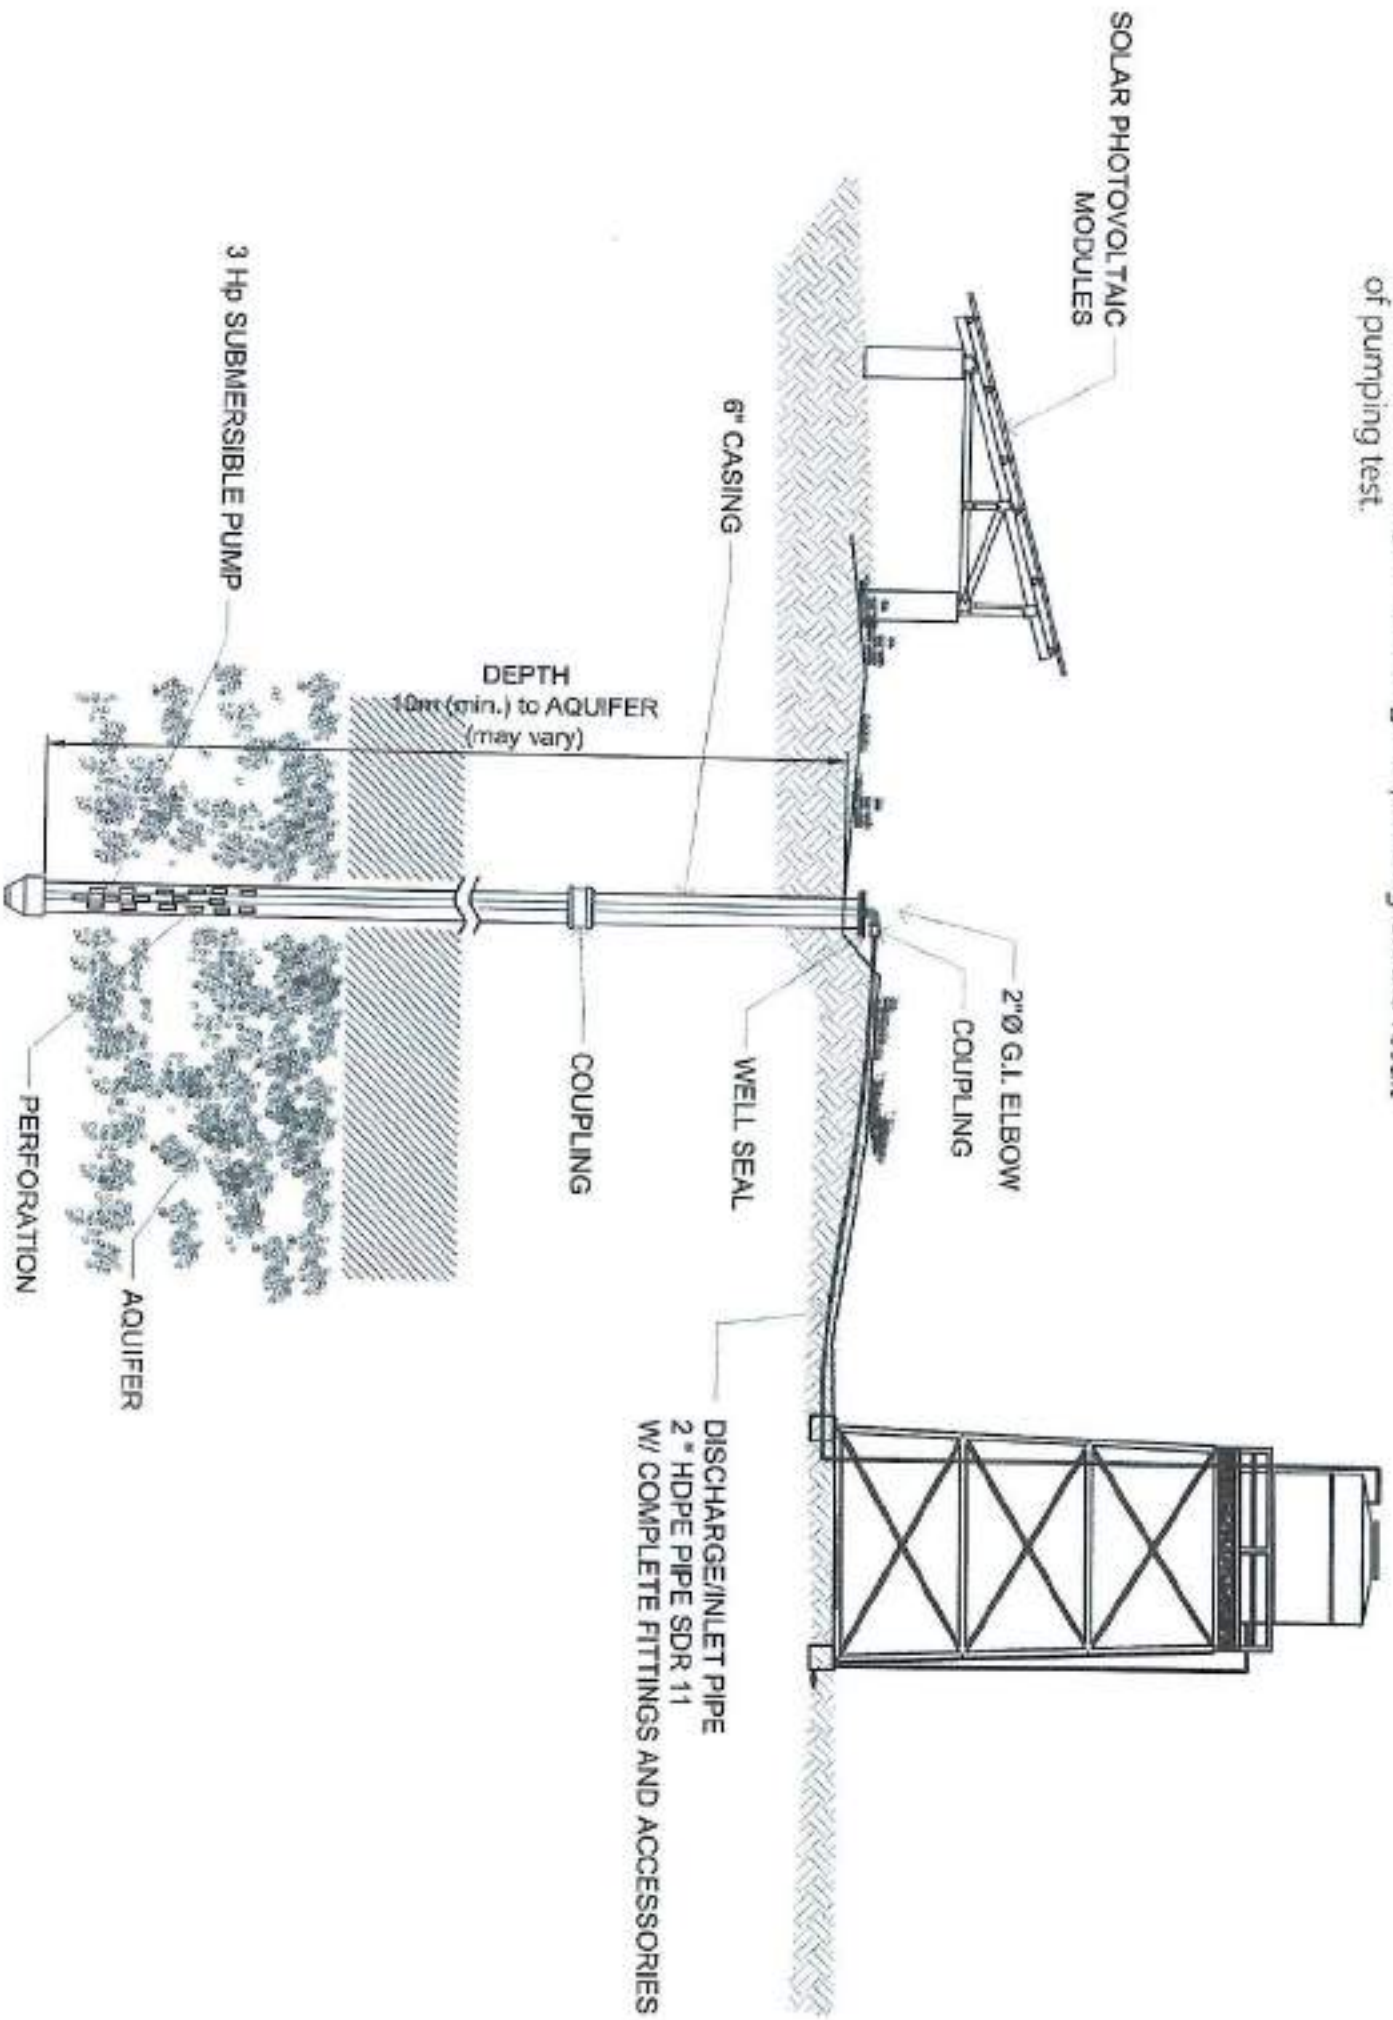 of pumping test.
SOLAR PHOTOVOLTAIC
MODULES
2"Ø G.I. ELBOW
COUPLING
6" CASING
WELL SEAL
DISCHARGE/INLET PIPE
2 " HDPE PIPE SDR 11
W/ COMPLETE FITTINGS AND ACCESSORIES
DEPTH
10m (min.) to AQUIFER
(may vary)
COUPLING
3 Hp SUBMERSIBLE PUMP
AQUIFER
PERFORATION